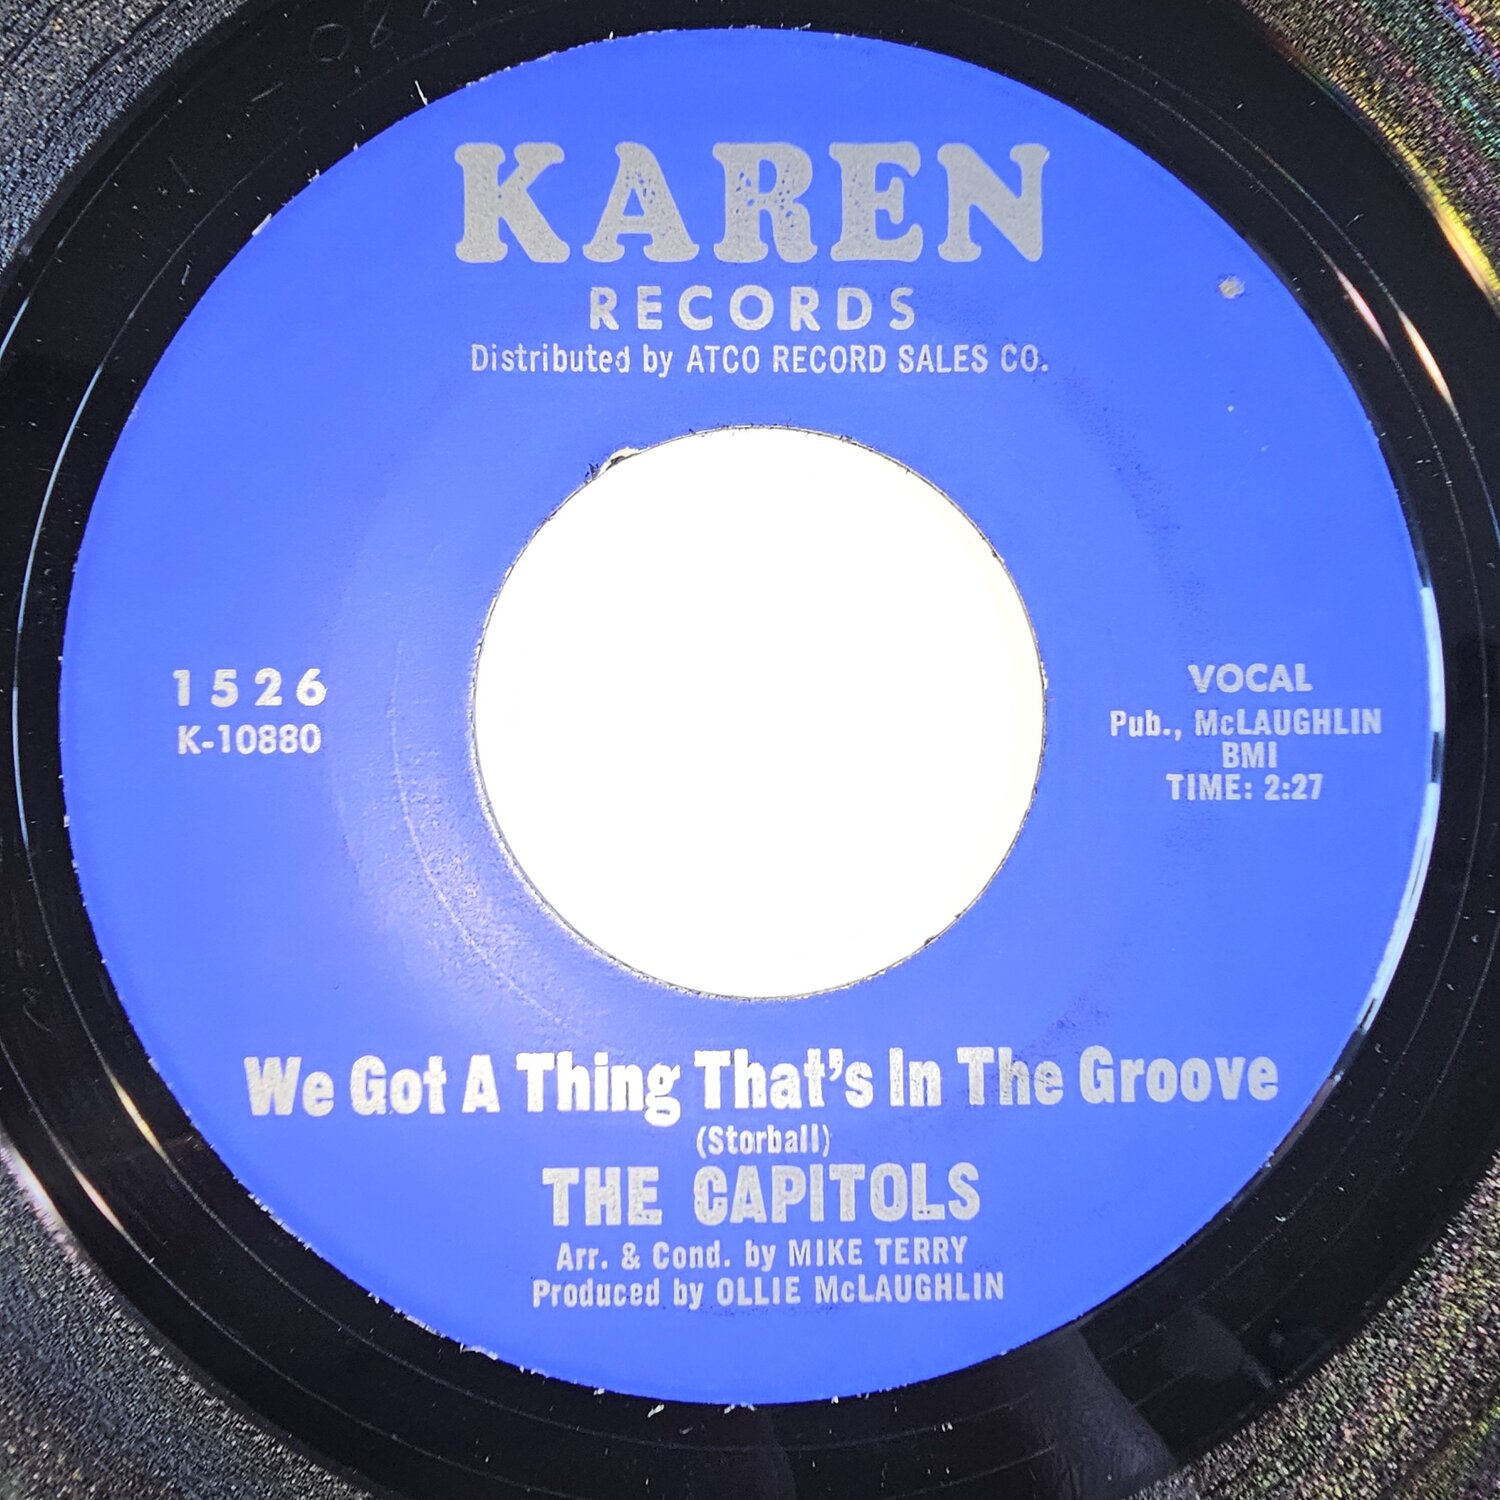 KAREN
RECORDS
Distributed by ATCO RECORD SALES CO.
1526
K-10880
VOCAL
Pub., McLAUGHLIN
BMI
TIME: 2:27
We Got A Thing That's In The Groove
(Storball)
THE CAPITOLS
Arr. & Cond. by MIKE TERRY
Produced by OLLIE McLAUGHLIN